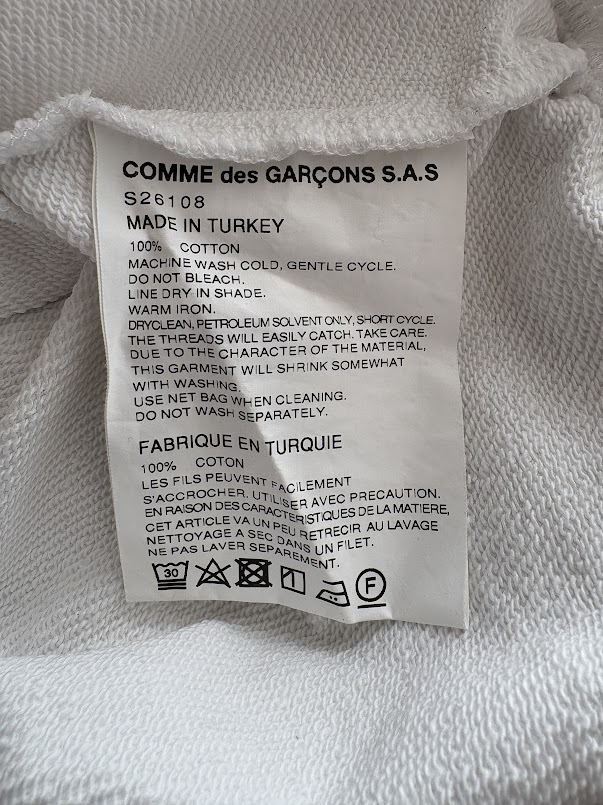 COMME des GARÇONS S.A.S
S26108
MADE IN TURKEY
100% COTTON
MACHINE WASH COLD, GENTLE CYCLE.
DO NOT BLEACH.
LINE DRY IN SHADE.
WARM IRON.
DRYCLEAN, PETROLEUM SOLVENT ONLY, SHORT CYCLE.
THE THREADS WILL EASILY CATCH. TAKE CARE.
DUE TO THE CHARACTER OF THE MATERIAL,
THIS GARMENT WILL SHRINK SOMEWHAT
WITH WASHING.
USE NET BAG WHEN CLEANING.
DO NOT WASH SEPARATELY.
FABRIQUE EN TURQUIE
100% COTON
LES FILS PEUVENT FACILEMENT
S'ACCROCHER. UTILISER AVEC PRECAUTION.
EN RAISON DES CARACTERISTIQUES DE LA MATIERE,
CET ARTICLE VA UN PEU RETRECIR AU LAVAGE
NETTOYAGE A SEC DANS UN FILET.
NE PAS LAVER SEPAREMENT.
30 F